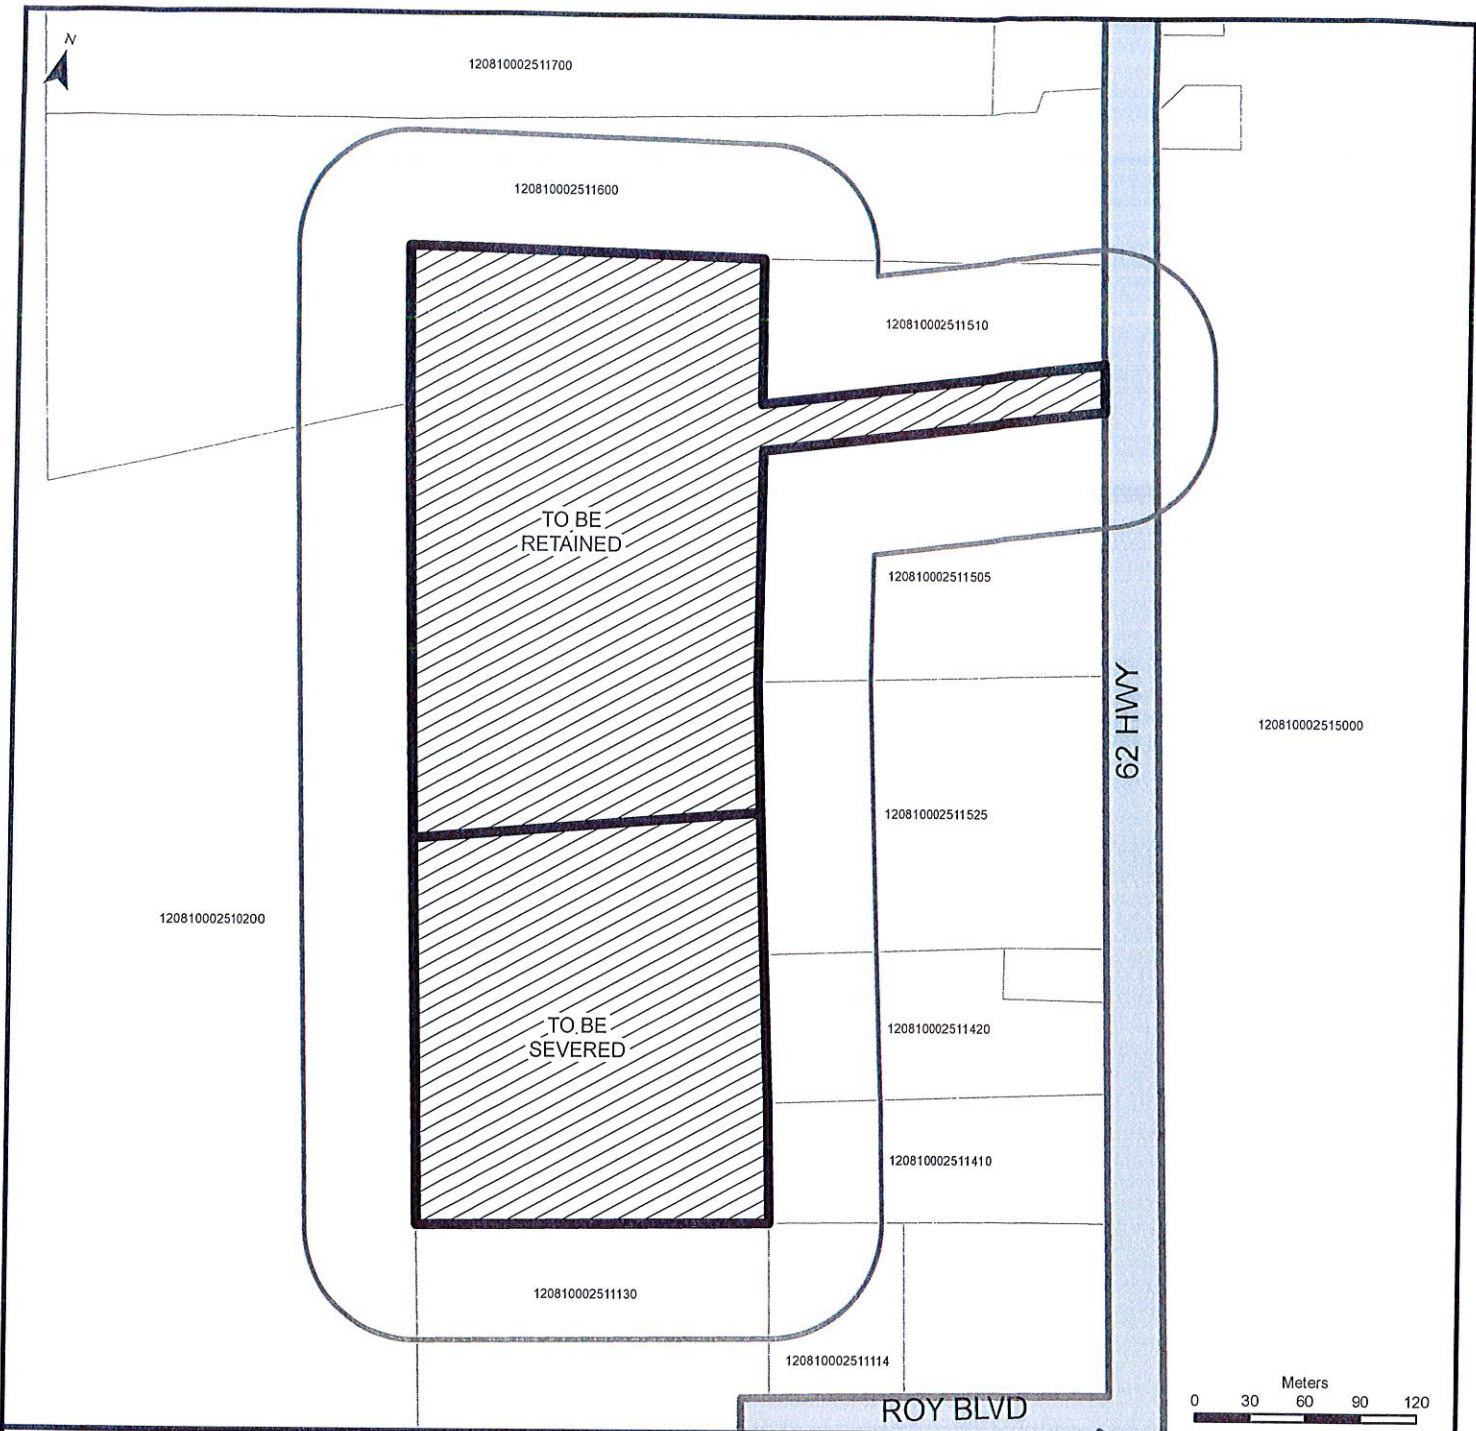 N
120810002511700
120810002511600
120810002511510
TO BE
RETAINED
120810002511505
62 HWY
120810002515000
120810002511525
120810002510200
TO BE
SEVERED
120810002511420
120810002511410
120810002511130
120810002511114
Meters
0 30 60 90 120
ROY BLVD